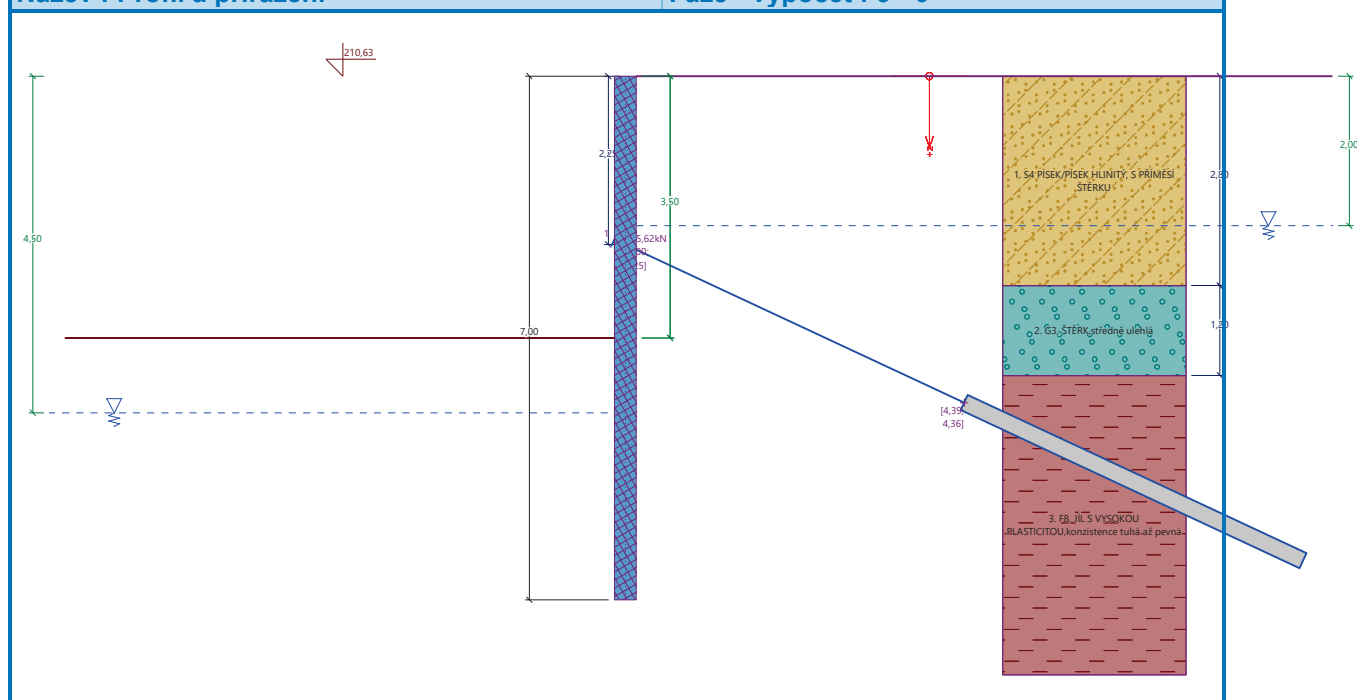 210,63
2,00
2,25
1. S4 PÍSEK/PÍSEK HLINITÝ, S PŘÍMĚSÍ
ŠTĚRKU
2,80
3,50
4,50
5,62kN
7,00
2. G3, ŠTĚRK středně ulehlá
1,20
[4,39;
4,36]
3. F8, JÍL S VYSOKOU
PLASTICITOU,konzistence tuhá až pevná